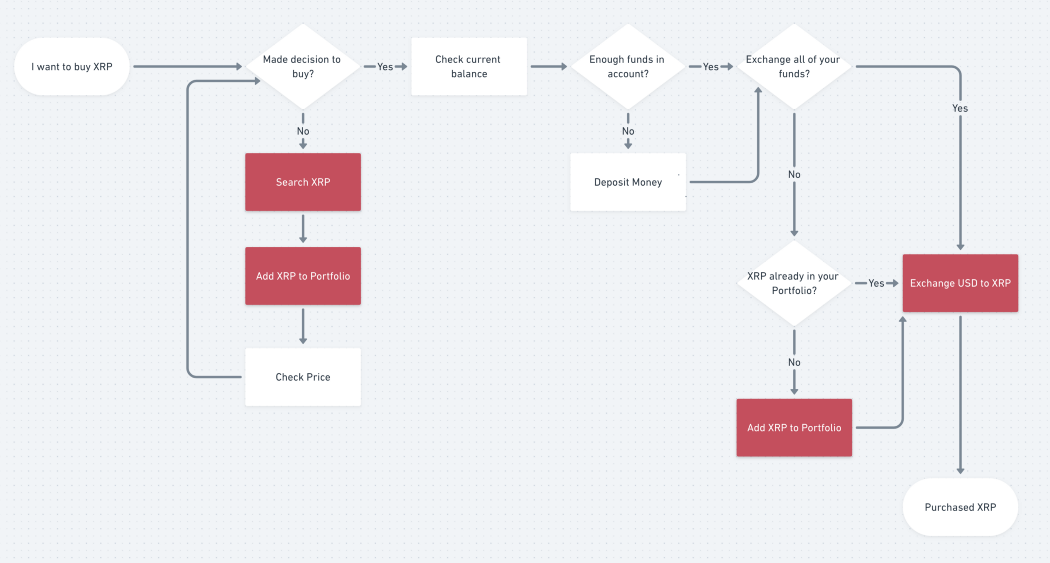 I want to buy XRP
Made decision to
buy?
Yes
Check current
balance
Enough funds in
account?
Yes
Exchange all of your
funds?
Yes
No
No
Search XRP
Deposit Money
No
Add XRP to Portfolio
XRP already in your
Portfolio?
Yes
Exchange USD to XRP
No
Check Price
Add XRP to Portfolio
Purchased XRP